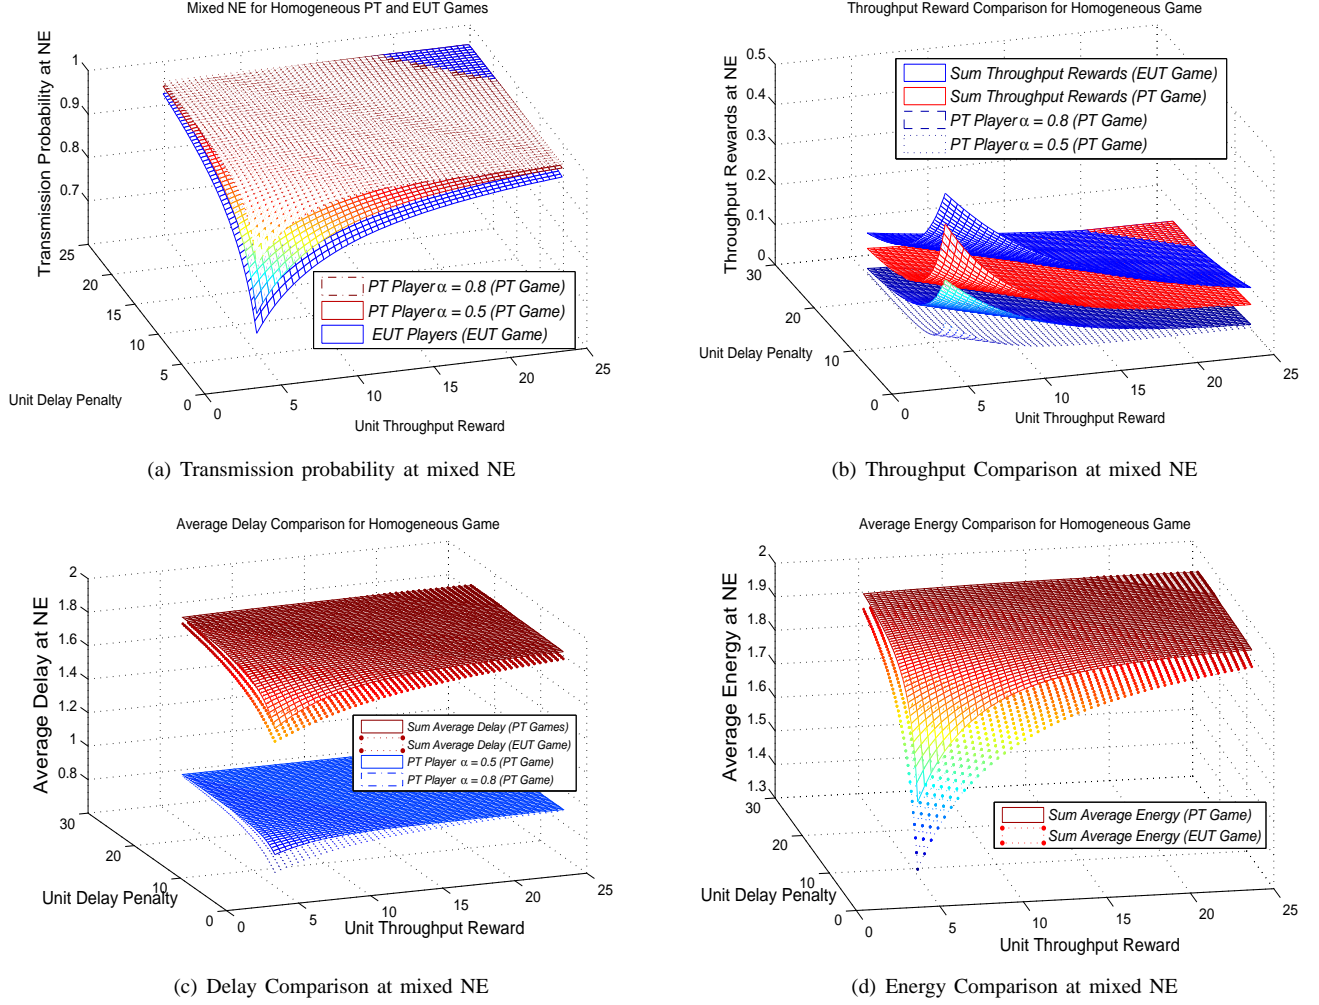 Mixed NE for Homogeneous PT and EUT Games
Transmission Probability at NE
1
0.9
0.8
0.7
25
20
15
10
5
0
Unit Delay Penalty
0
5
10
15
20
25
Unit Throughput Reward
PT Player α = 0.8 (PT Game)
PT Player α = 0.5 (PT Game)
EUT Players (EUT Game)
(a) Transmission probability at mixed NE
Throughput Reward Comparison for Homogeneous Game
Throughput Rewards at NE
0.5
0.4
0.3
0.2
0.1
0
30
20
10
0
Unit Delay Penalty
0
5
10
15
20
25
Unit Throughput Reward
Sum Throughput Rewards (EUT Game)
Sum Throughput Rewards (PT Game)
PT Player α = 0.8 (PT Game)
PT Player α = 0.5 (PT Game)
(b) Throughput Comparison at mixed NE
Average Delay Comparison for Homogeneous Game
Average Delay at NE
2
1.8
1.6
1.4
1.2
1
0.8
30
20
10
0
Unit Delay Penalty
0
5
10
15
20
25
Unit Throughput Reward
Sum Average Delay (PT Games)
Sum Average Delay (EUT Game)
PT Player α = 0.5 (PT Game)
PT Player α = 0.8 (PT Game)
(c) Delay Comparison at mixed NE
Average Energy Comparison for Homogeneous Game
Average Energy at NE
2
1.9
1.8
1.7
1.6
1.5
1.4
1.3
30
20
10
0
Unit Delay Penalty
0
5
10
15
20
25
Unit Throughput Reward
Sum Average Energy (PT Game)
Sum Average Energy (EUT Game)
(d) Energy Comparison at mixed NE